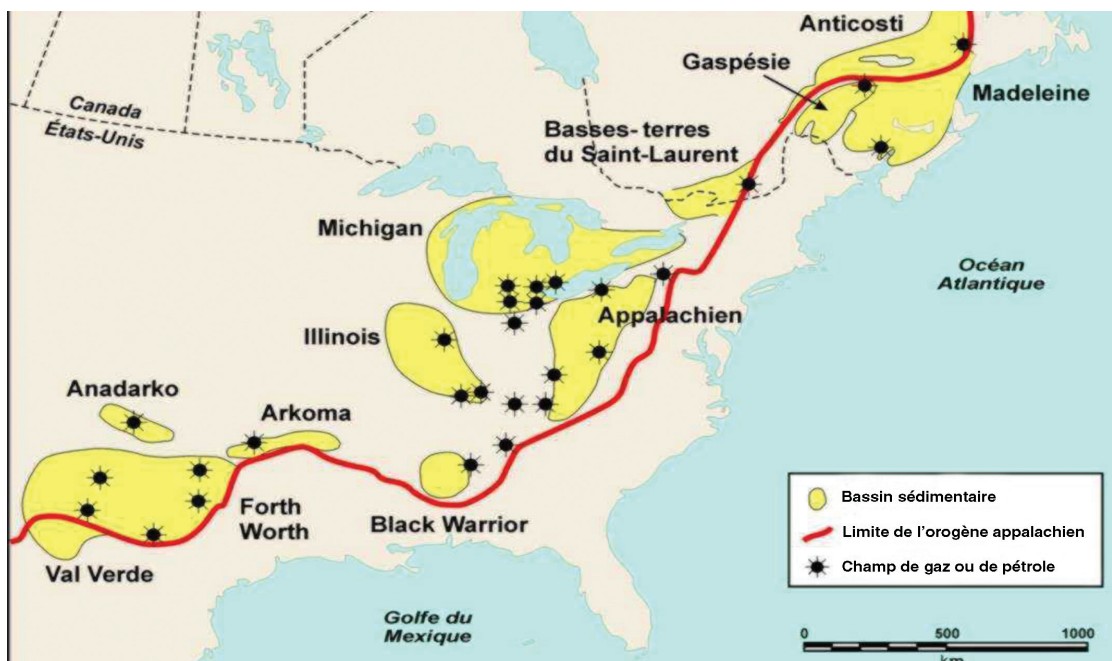 Anticosti
Gaspésie
Madeleine
Canada
États-Unis
Basses- terres
du Saint-Laurent
Michigan
Océan
Atlantique
Appalachien
Illinois
Anadarko
Arkoma
Forth
Worth
Black Warrior
Val Verde
Golfe du
Mexique
Bassin sédimentaire
Limite de l'orogène appalachien
Champ de gaz ou de pétrole
0 500 1000
km